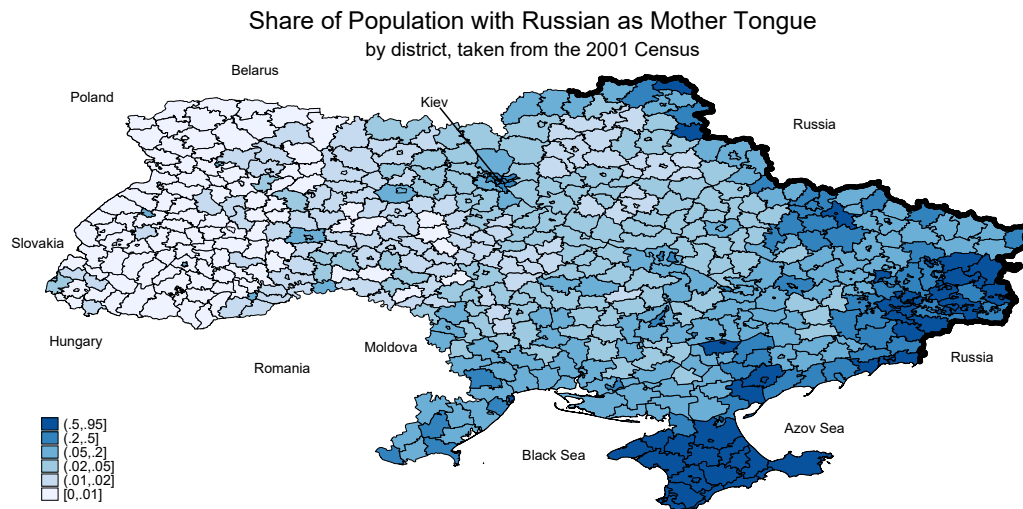 Share of Population with Russian as Mother Tongue
by district, taken from the 2001 Census
Belarus
Poland
Kiev
Russia
Slovakia
Hungary
Moldova
Romania
Russia
Azov Sea
Black Sea
(.5,.95]
(.2,.5]
(.05,.2]
(.02,.05]
(.01,.02]
[0,.01]